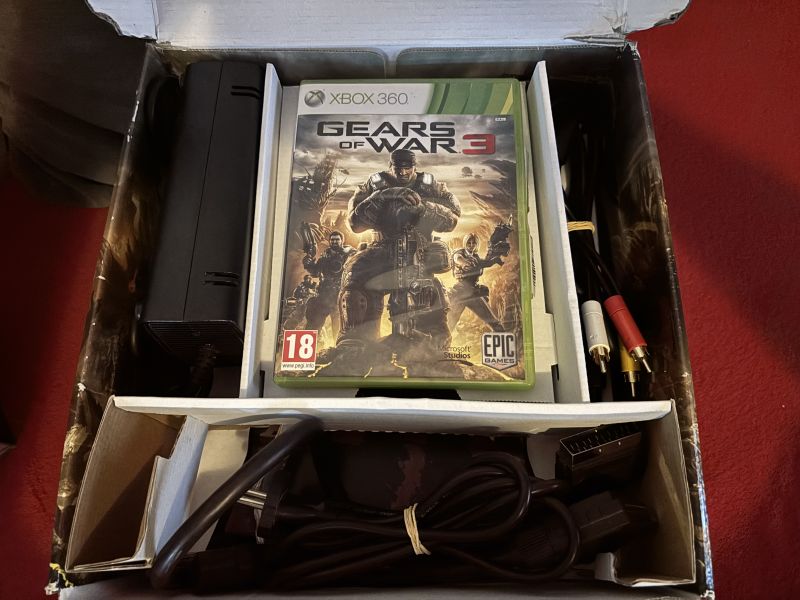 XBOX 360
GEARS
OF WAR 3
18
www.pegi.info
Microsoft
Studios
EPIC
GAMES